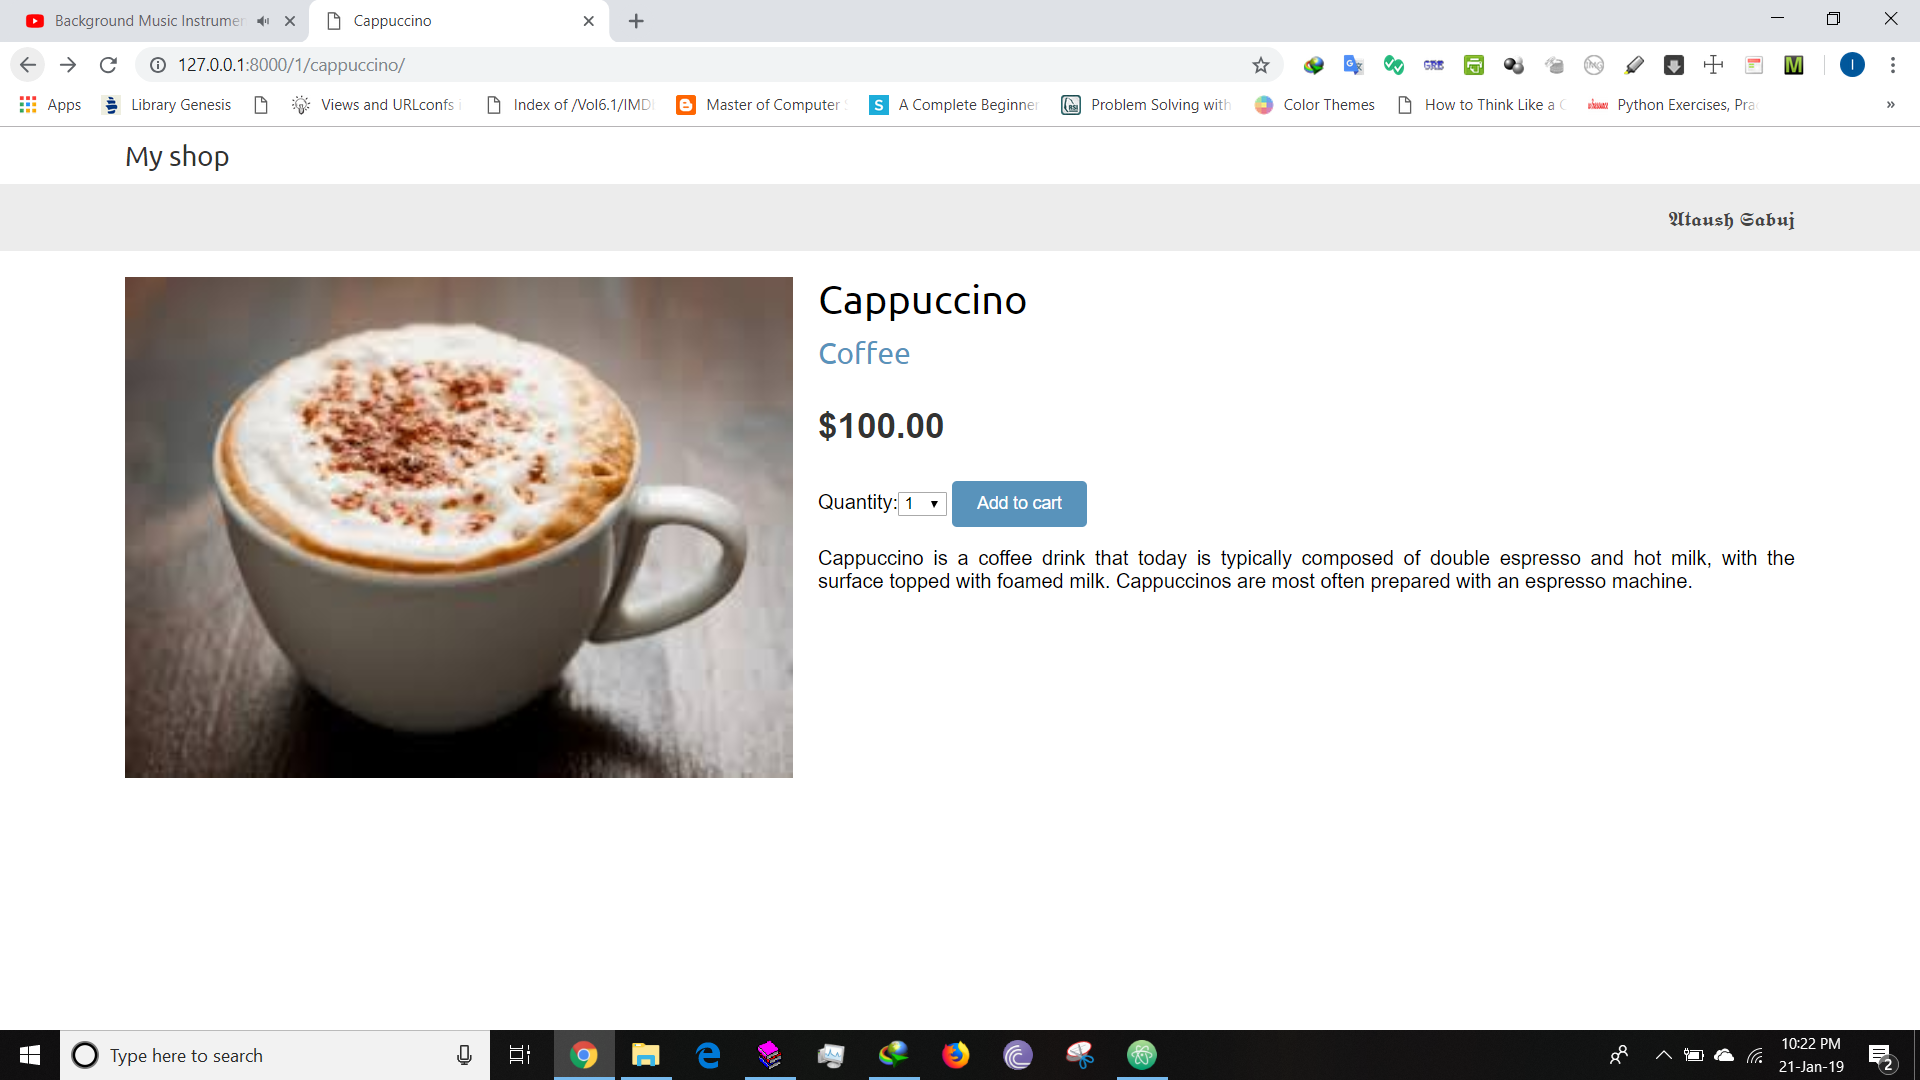 Background Music Instrumen
Cappuccino
127.0.0.1:8000/1/cappuccino/
GRE
Apps
Library Genesis
Views and URLconfs
Index of /Vol6.1/IMD
Master of Computer
S
A Complete Beginner
Problem Solving with
Color Themes
How to Think Like a
Python Exercises, Pra
»
My shop
𝕬taush Sabuj
Cappuccino
Coffee
$100.00
Quantity: 1 Add to cart
Cappuccino is a coffee drink that today is typically composed of double espresso and hot milk, with the
surface topped with foamed milk. Cappuccinos are most often prepared with an espresso machine.
Type here to search
10:22 PM
21-Jan-19
2